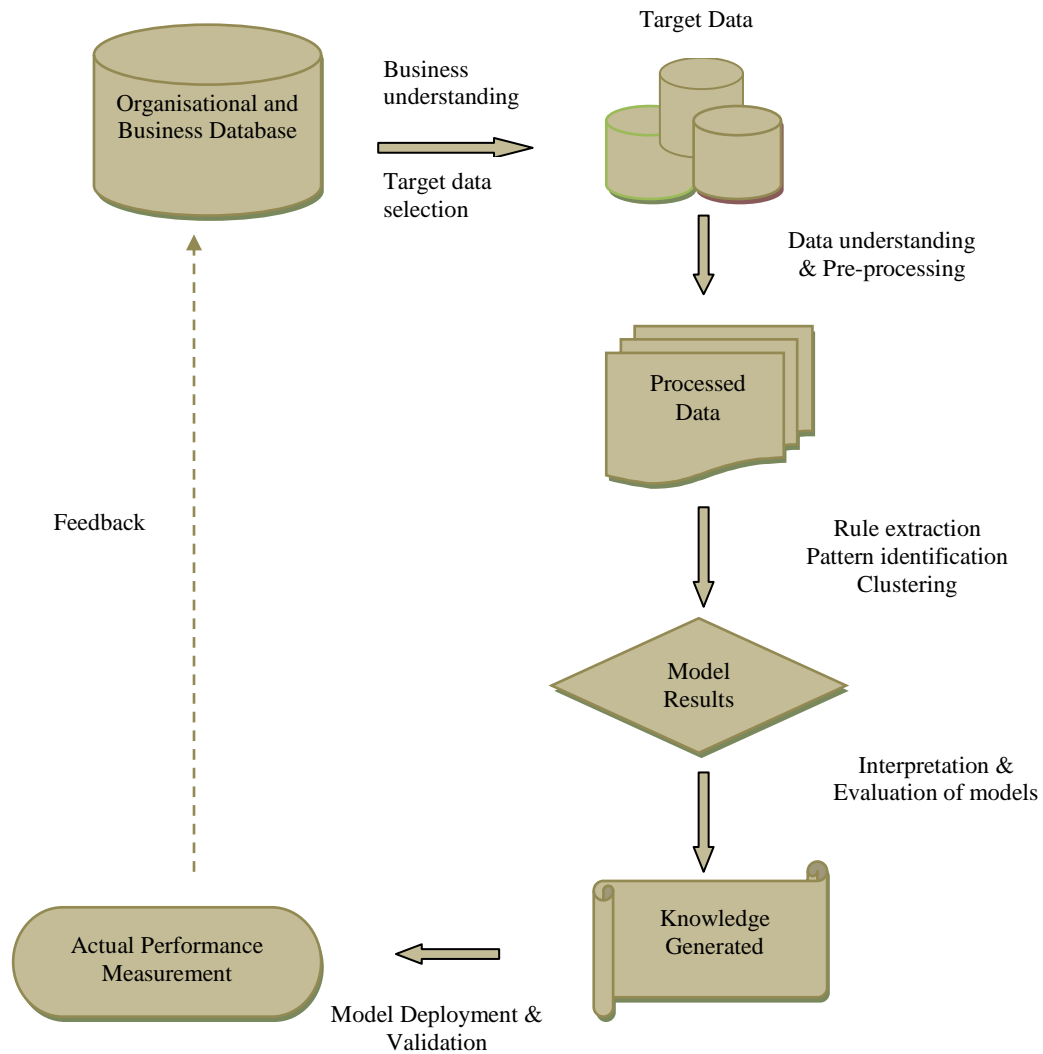 Target Data
Business
understanding
Organisational and
Business Database
Target data
selection
Data understanding
& Pre-processing
Processed
Data
Feedback
Rule extraction
Pattern identification
Clustering
Model
Results
Interpretation &
Evaluation of models
Knowledge
Generated
Actual Performance
Measurement
Model Deployment &
Validation